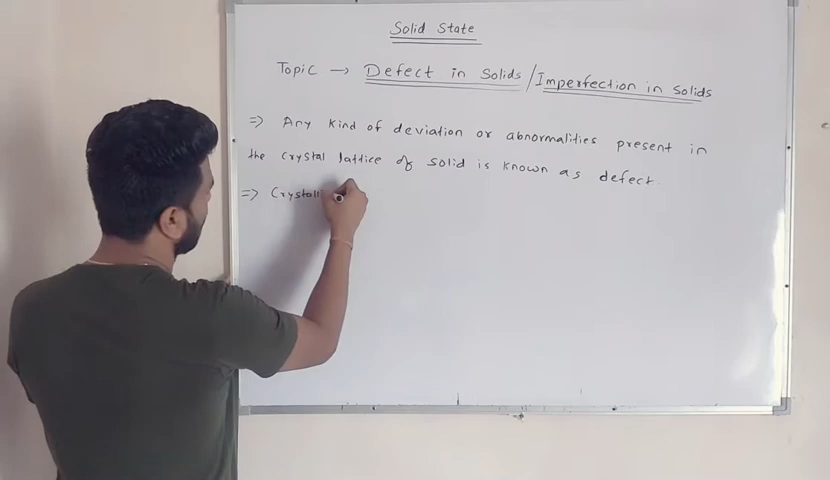 Solid State
Topic → Defect in Solids / Imperfection in Solids
⇒ Any kind of deviation or abnormalities present in
the crystal lattice of solid is known as defect.
⇒ Crystall